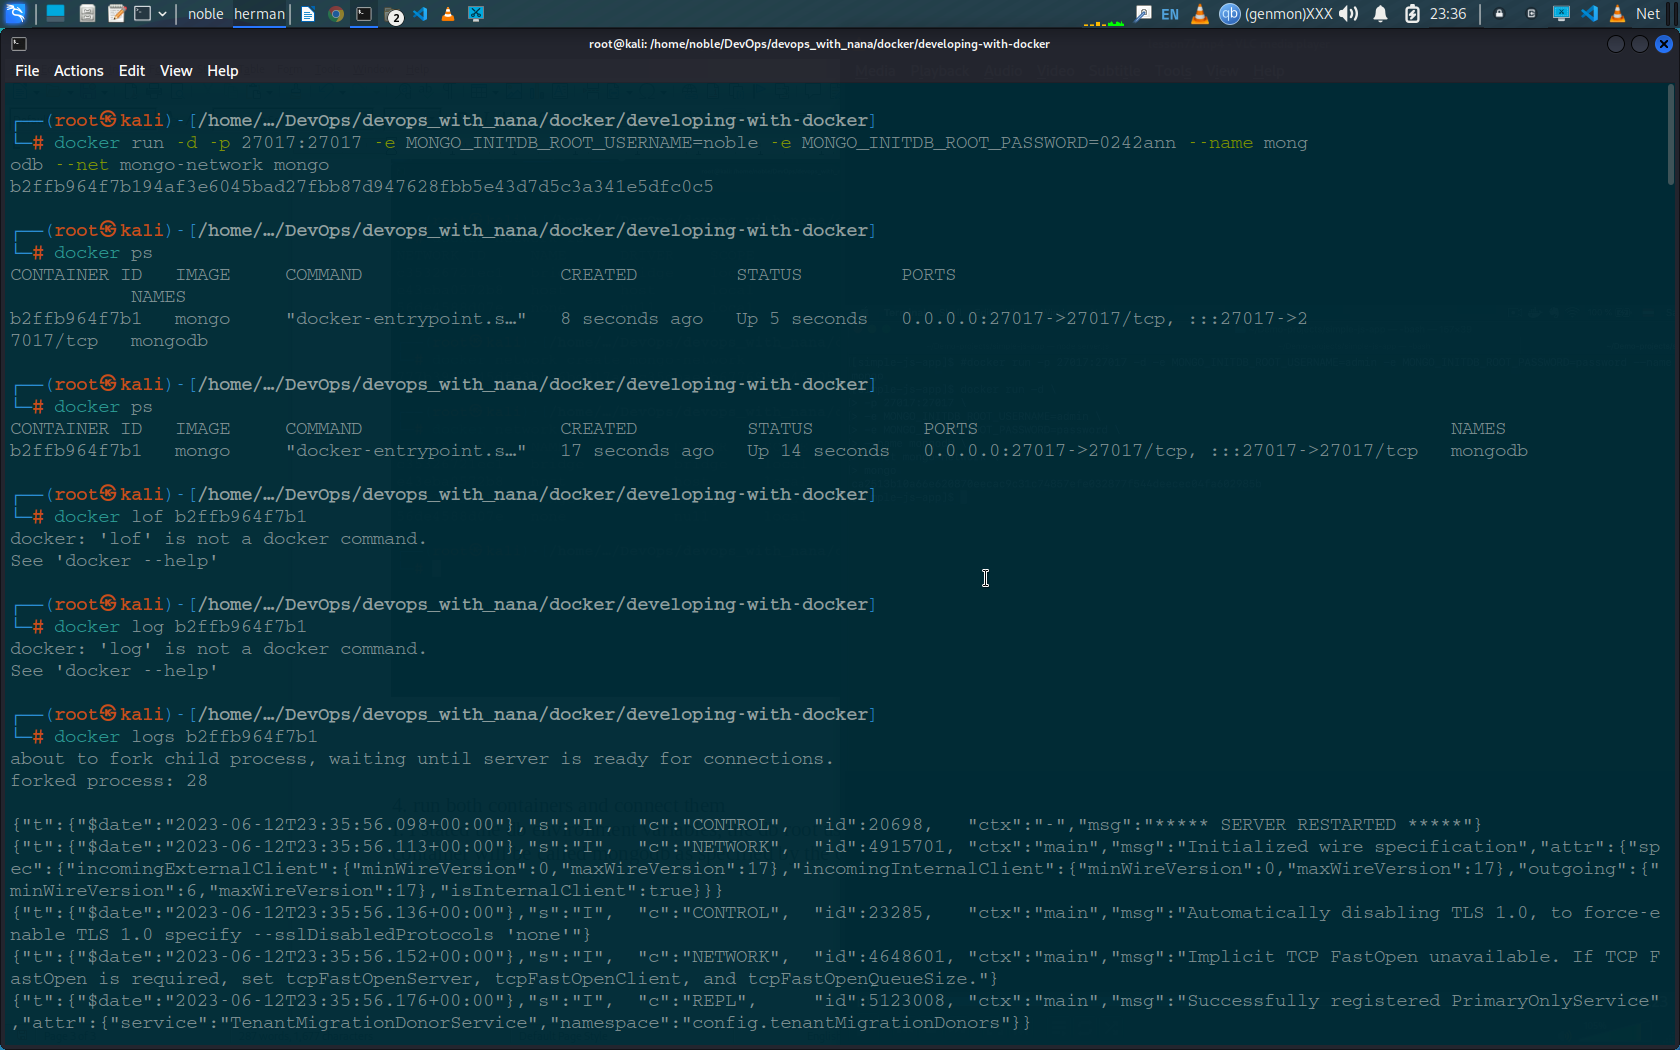 noble herman 2 EN (genmon)XXX 23:36 Net
root@kali: /home/noble/DevOps/devops_with_nana/docker/developing-with-docker
File Actions Edit View Help
┌──(root㉿kali)-[/home/…/DevOps/devops_with_nana/docker/developing-with-docker]
└─# docker run -d -p 27017:27017 -e MONGO_INITDB_ROOT_USERNAME=noble -e MONGO_INITDB_ROOT_PASSWORD=0242ann --name mong
odb --net mongo-network mongo
b2ffb964f7b194af3e6045bad27fbb87d947628fbb5e43d7d5c3a341e5dfc0c5
┌──(root㉿kali)-[/home/…/DevOps/devops_with_nana/docker/developing-with-docker]
└─# docker ps
CONTAINER ID   IMAGE     COMMAND                  CREATED         STATUS         PORTS
           NAMES
b2ffb964f7b1   mongo     "docker-entrypoint.s…"   8 seconds ago   Up 5 seconds   0.0.0.0:27017->27017/tcp, :::27017->2
7017/tcp   mongodb
┌──(root㉿kali)-[/home/…/DevOps/devops_with_nana/docker/developing-with-docker]
└─# docker ps
CONTAINER ID   IMAGE     COMMAND                  CREATED          STATUS          PORTS                                           NAMES
b2ffb964f7b1   mongo     "docker-entrypoint.s…"   17 seconds ago   Up 14 seconds   0.0.0.0:27017->27017/tcp, :::27017->27017/tcp   mongodb
┌──(root㉿kali)-[/home/…/DevOps/devops_with_nana/docker/developing-with-docker]
└─# docker lof b2ffb964f7b1
docker: 'lof' is not a docker command.
See 'docker --help'
┌──(root㉿kali)-[/home/…/DevOps/devops_with_nana/docker/developing-with-docker]
└─# docker log b2ffb964f7b1
docker: 'log' is not a docker command.
See 'docker --help'
┌──(root㉿kali)-[/home/…/DevOps/devops_with_nana/docker/developing-with-docker]
└─# docker logs b2ffb964f7b1
about to fork child process, waiting until server is ready for connections.
forked process: 28
{"t":{"$date":"2023-06-12T23:35:56.098+00:00"},"s":"I",  "c":"CONTROL",  "id":20698,   "ctx":"-","msg":"***** SERVER RESTARTED *****"}
{"t":{"$date":"2023-06-12T23:35:56.113+00:00"},"s":"I",  "c":"NETWORK",  "id":4915701, "ctx":"main","msg":"Initialized wire specification","attr":{"sp
ec":{"incomingExternalClient":{"minWireVersion":0,"maxWireVersion":17},"incomingInternalClient":{"minWireVersion":0,"maxWireVersion":17},"outgoing":{"
minWireVersion":6,"maxWireVersion":17},"isInternalClient":true}}}
{"t":{"$date":"2023-06-12T23:35:56.136+00:00"},"s":"I",  "c":"CONTROL",  "id":23285,   "ctx":"main","msg":"Automatically disabling TLS 1.0, to force-e
nable TLS 1.0 specify --sslDisabledProtocols 'none'"}
{"t":{"$date":"2023-06-12T23:35:56.152+00:00"},"s":"I",  "c":"NETWORK",  "id":4648601, "ctx":"main","msg":"Implicit TCP FastOpen unavailable. If TCP F
astOpen is required, set tcpFastOpenServer, tcpFastOpenClient, and tcpFastOpenQueueSize."}
{"t":{"$date":"2023-06-12T23:35:56.176+00:00"},"s":"I",  "c":"REPL",     "id":5123008, "ctx":"main","msg":"Successfully registered PrimaryOnlyService"
,"attr":{"service":"TenantMigrationDonorService","namespace":"config.tenantMigrationDonors"}}